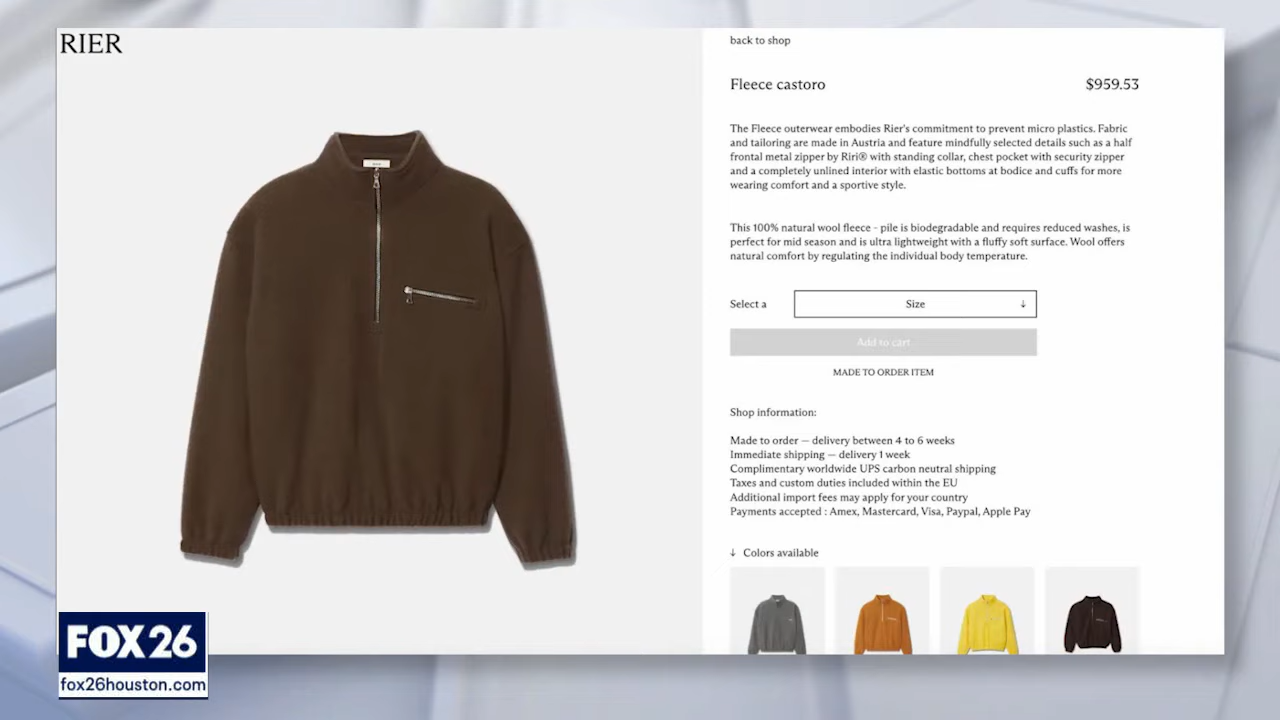 RIER
back to shop
Fleece castoro
$959.53
The Fleece outerwear embodies Rier's commitment to prevent micro plastics. Fabric
and tailoring are made in Austria and feature mindfully selected details such as a half
frontal metal zipper by Riri® with standing collar, chest pocket with security zipper
and a completely unlined interior with elastic bottoms at bodice and cuffs for more
wearing comfort and a sportive style.
This 100% natural wool fleece - pile is biodegradable and requires reduced washes, is
perfect for mid season and is ultra lightweight with a fluffy soft surface. Wool offers
natural comfort by regulating the individual body temperature.
Select a
Size ↓
Add to cart
MADE TO ORDER ITEM
Shop information:
Made to order — delivery between 4 to 6 weeks
Immediate shipping — delivery 1 week
Complimentary worldwide UPS carbon neutral shipping
Taxes and custom duties included within the EU
Additional import fees may apply for your country
Payments accepted : Amex, Mastercard, Visa, Paypal, Apple Pay
↓ Colors available
FOX 26
fox26houston.com